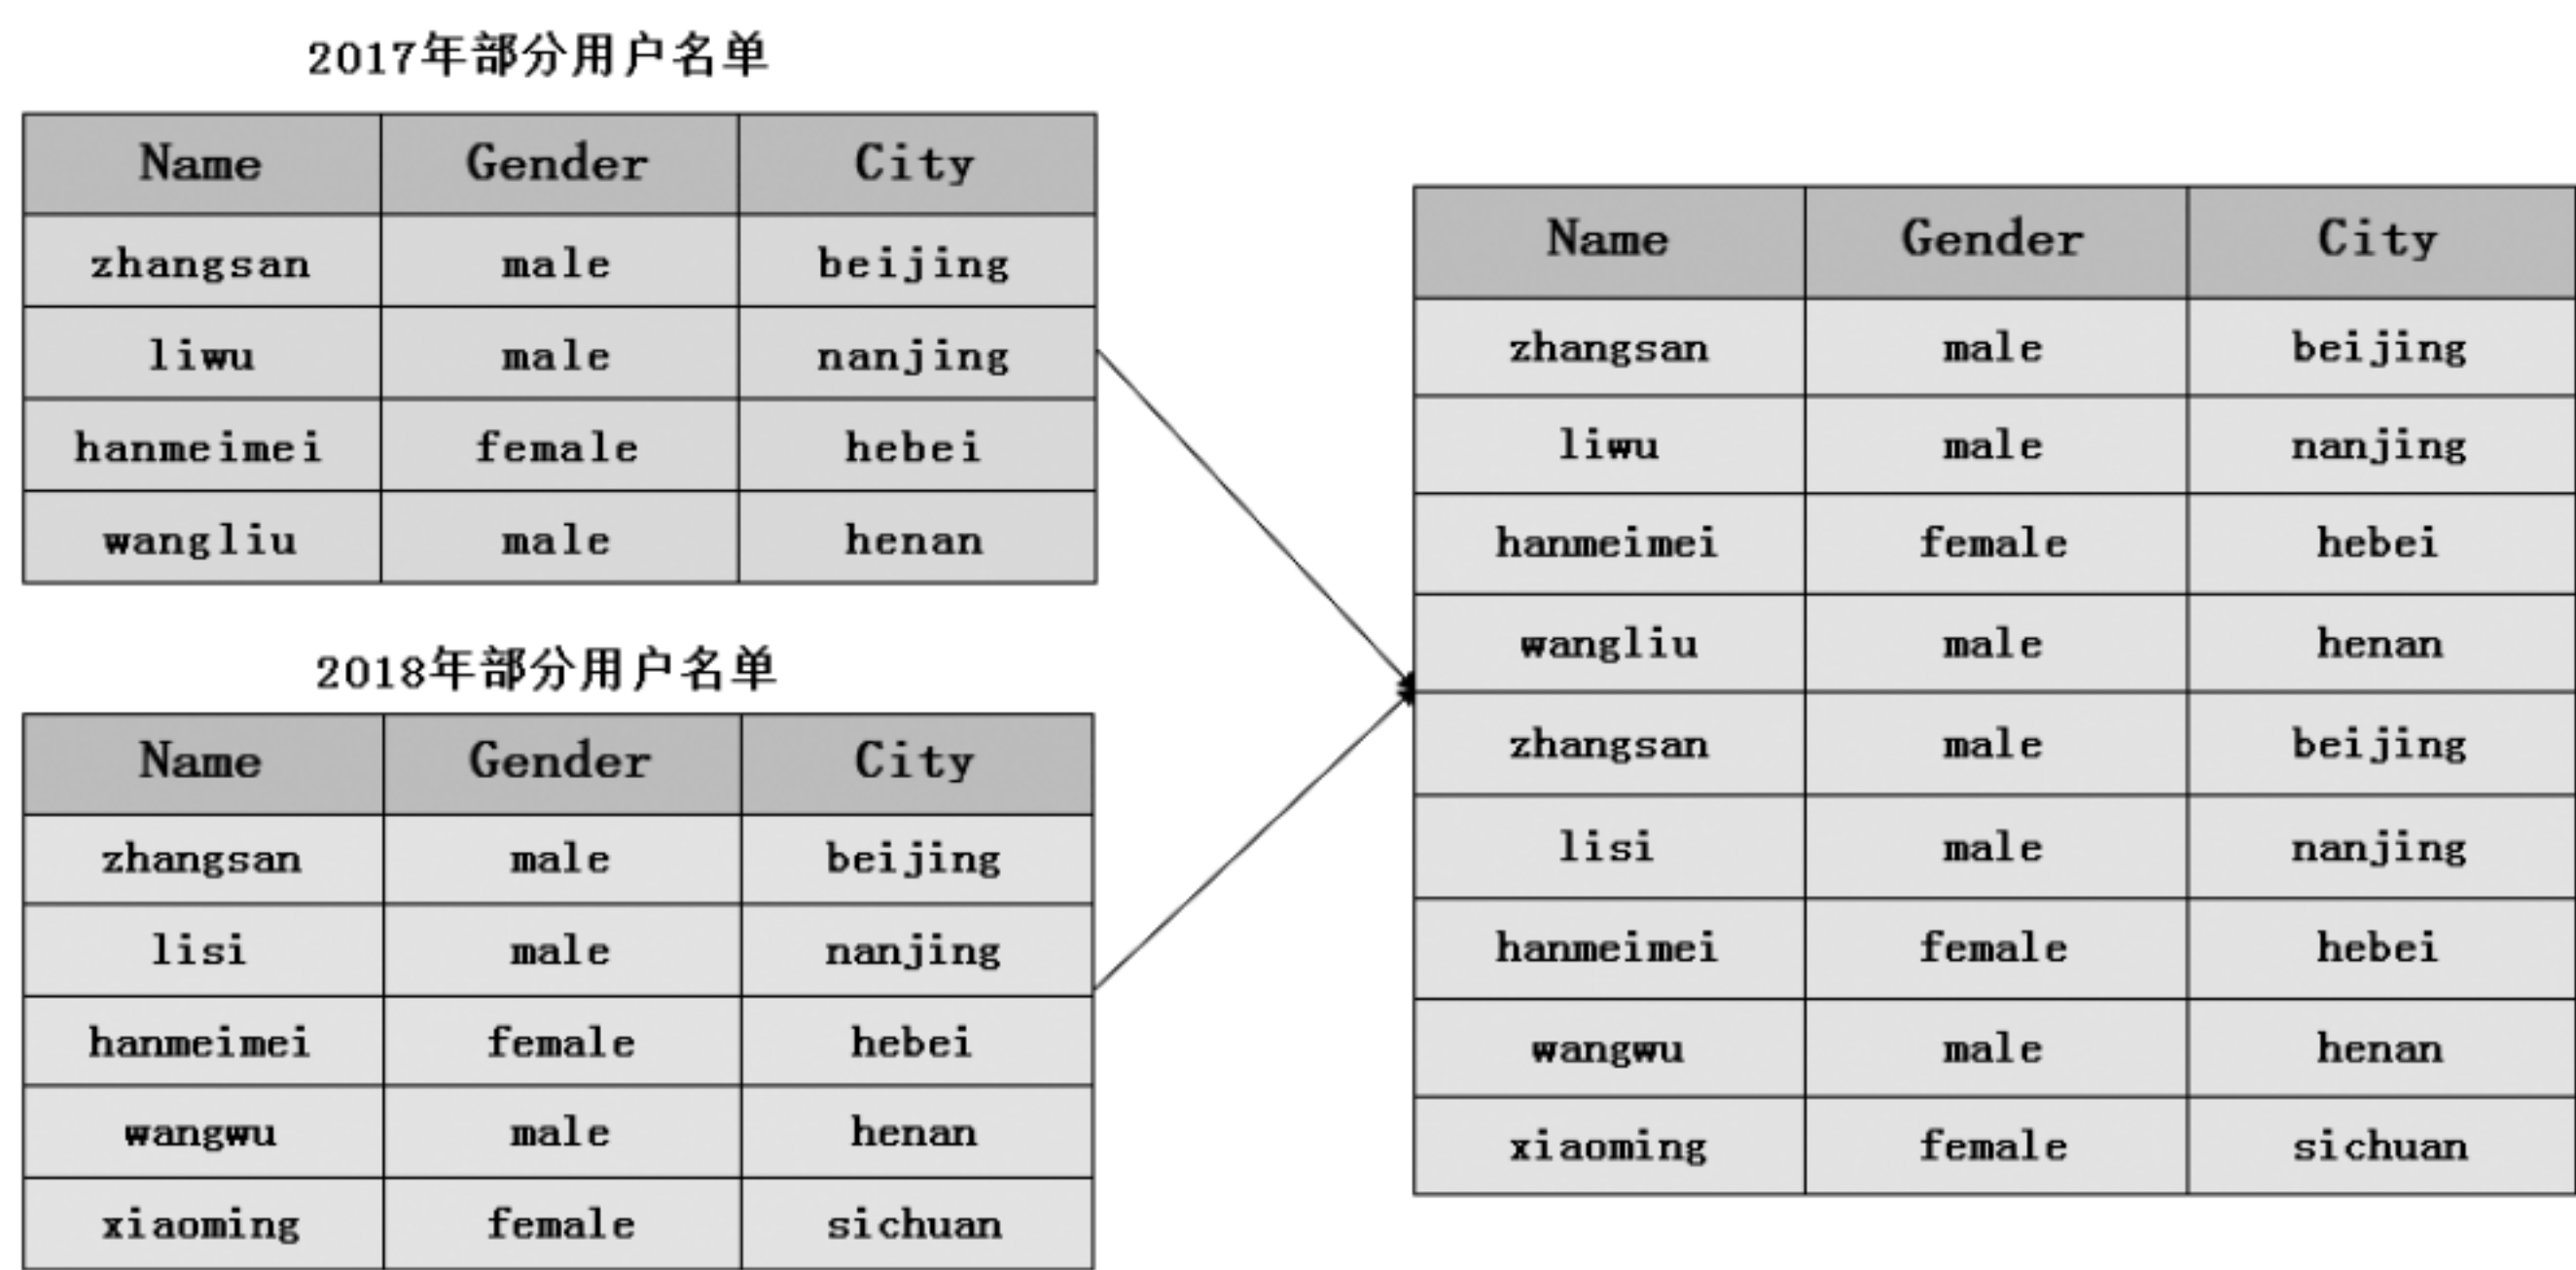 2017年部分用户名单
Name Gender City
zhangsan male beijing
liwu male nanjing
hanmeimei female hebei
wangliu male henan
2018年部分用户名单
Name Gender City
zhangsan male beijing
lisi male nanjing
hanmeimei female hebei
wangwu male henan
xiaoming female sichuan
Name Gender City
zhangsan male beijing
liwu male nanjing
hanmeimei female hebei
wangliu male henan
zhangsan male beijing
lisi male nanjing
hanmeimei female hebei
wangwu male henan
xiaoming female sichuan